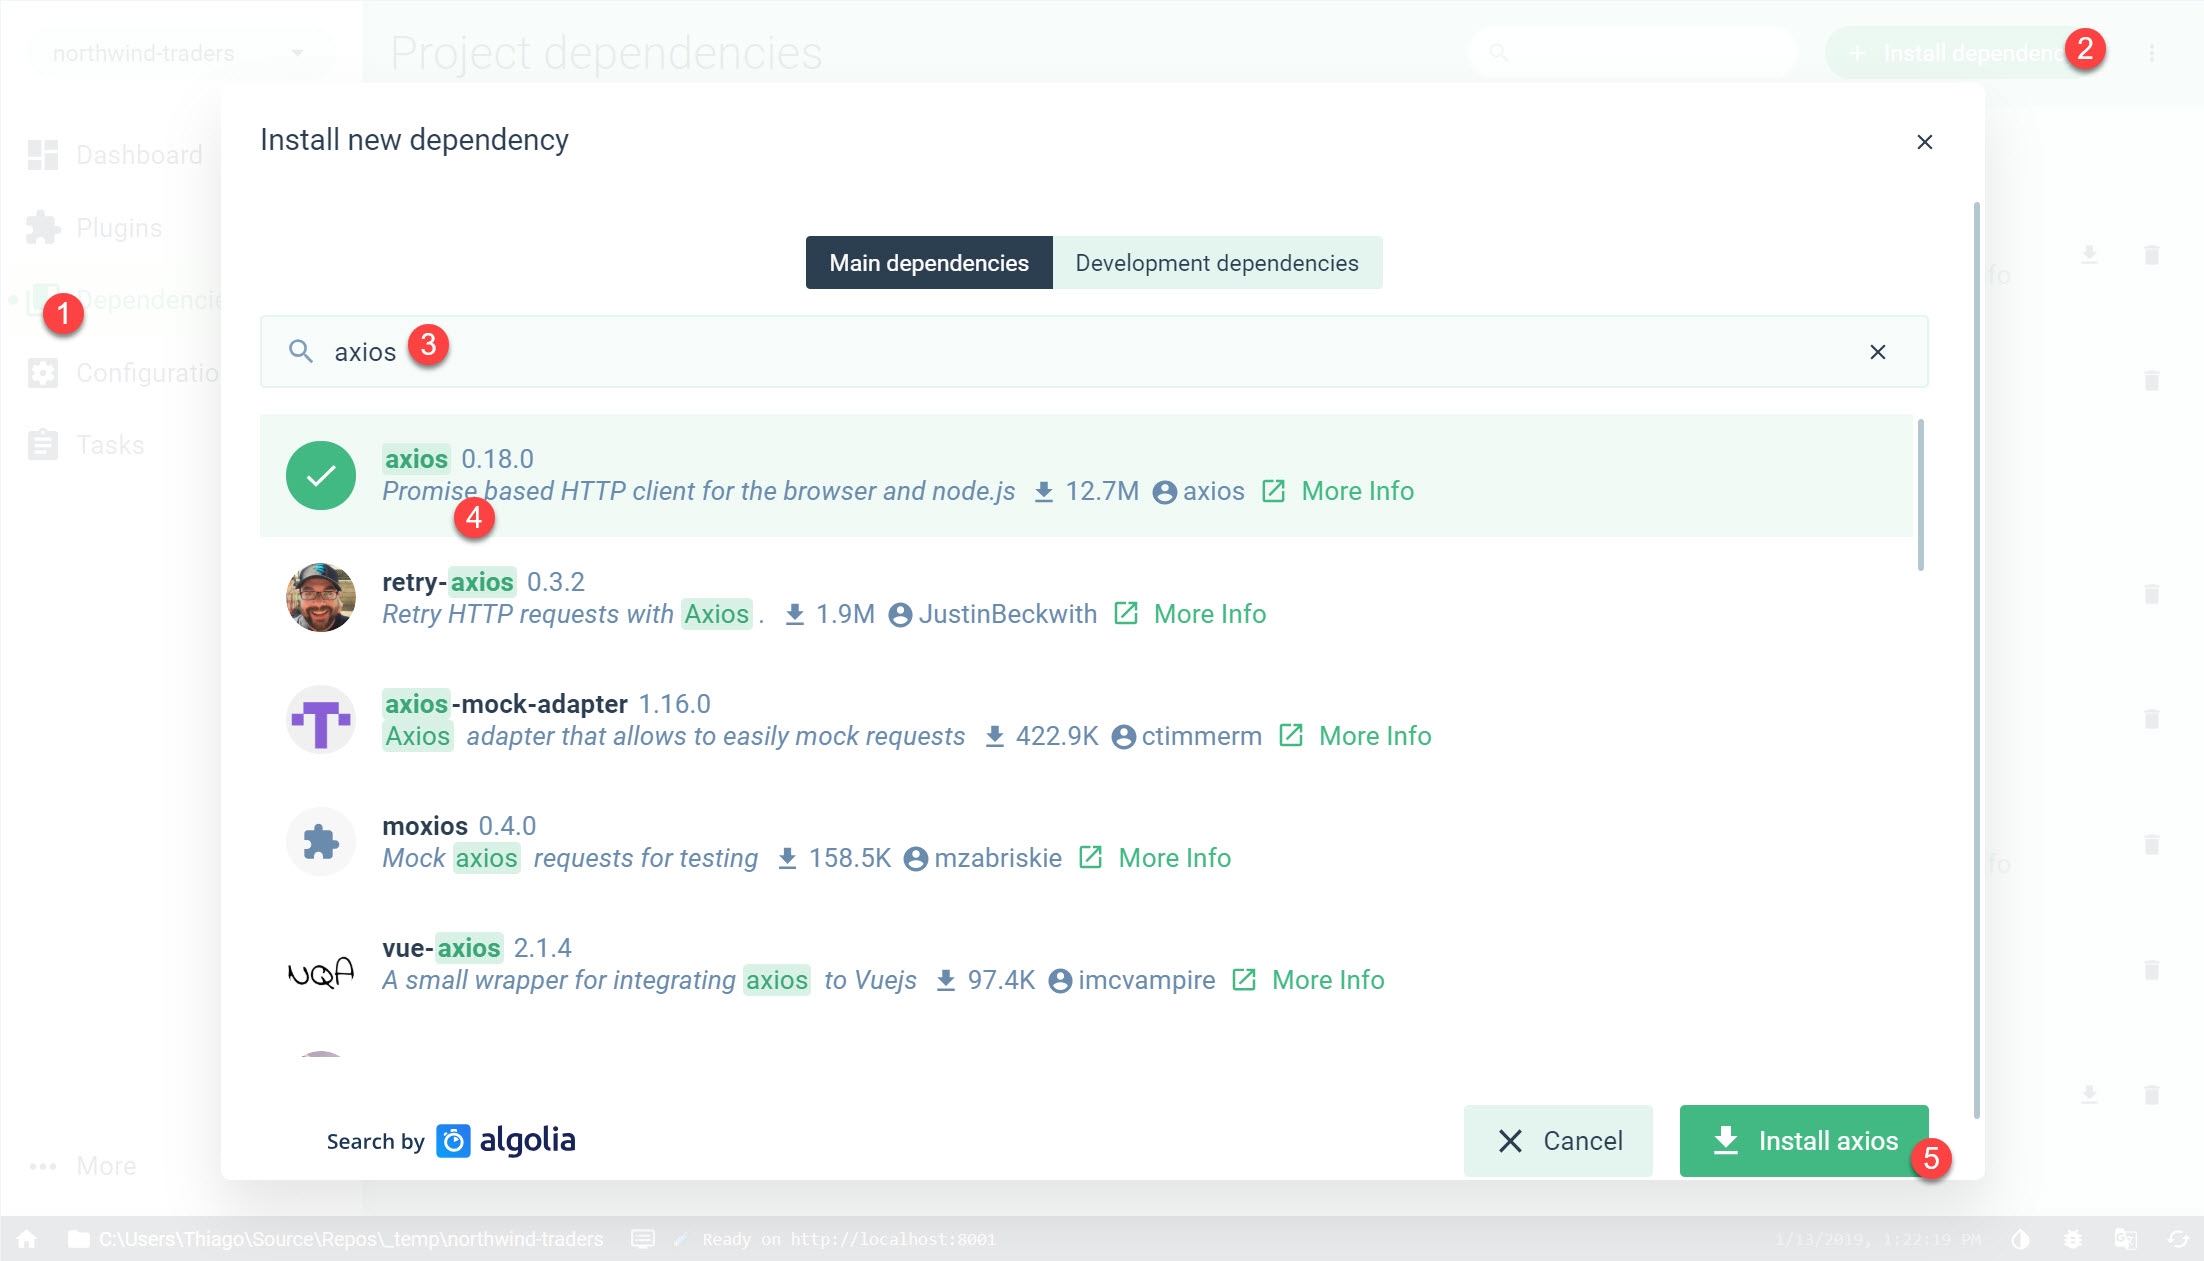 northwind-traders
Project dependencies
Install dependenc
2
Install new dependency
Dashboard
Plugins
Main dependencies
Development dependencies
fo
Dependencie
1
axios
3
Configuratio
Tasks
axios 0.18.0
Promise based HTTP client for the browser and node.js 12.7M axios More Info
4
retry-axios 0.3.2
Retry HTTP requests with Axios . 1.9M JustinBeckwith More Info
axios-mock-adapter 1.16.0
Axios adapter that allows to easily mock requests 422.9K ctimmerm More Info
moxios 0.4.0
Mock axios requests for testing 158.5K mzabriskie More Info
fo
vue-axios 2.1.4
A small wrapper for integrating axios to Vuejs 97.4K imcvampire More Info
NQA
Search by algolia
Cancel
Install axios
5
More
C:\Users\Thiago\Source\Repos\_temp\northwind-traders
Ready on http://localhost:8001
1/13/2019, 1:22:19 PM